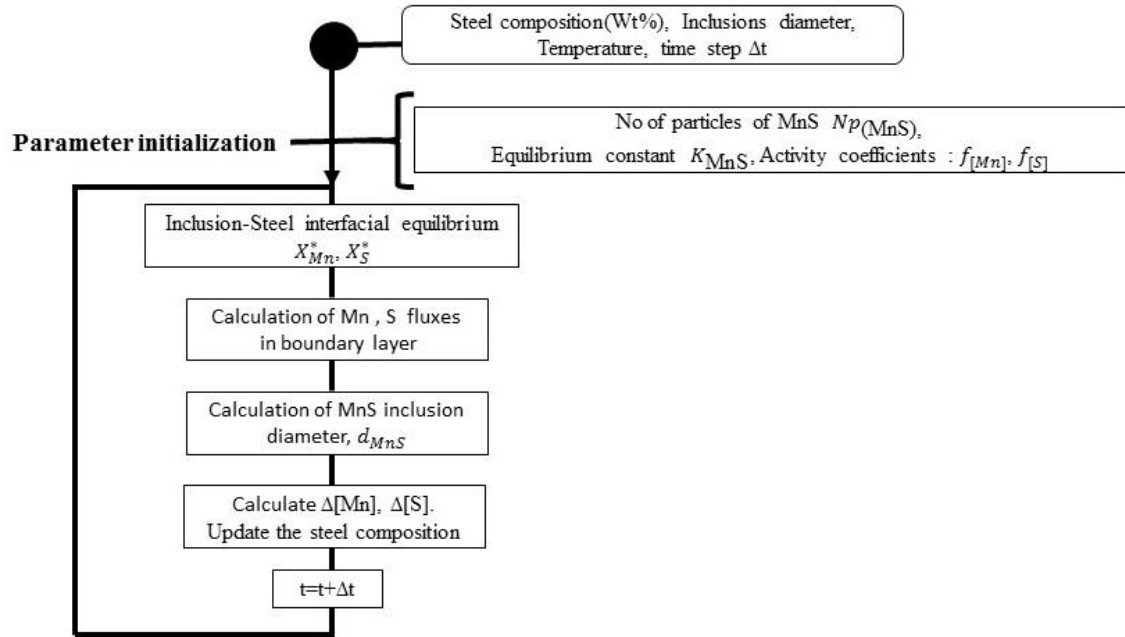 Steel composition(Wt%), Inclusions diameter,
Temperature, time step Δt
Parameter initialization
No of particles of MnS Np(MnS),
Equilibrium constant KMnS, Activity coefficients : f[Mn], f[S]
Inclusion-Steel interfacial equilibrium
X*Mn, X*S
Calculation of Mn , S fluxes
in boundary layer
Calculation of MnS inclusion
diameter, dMnS
Calculate Δ[Mn], Δ[S].
Update the steel composition
t=t+Δt